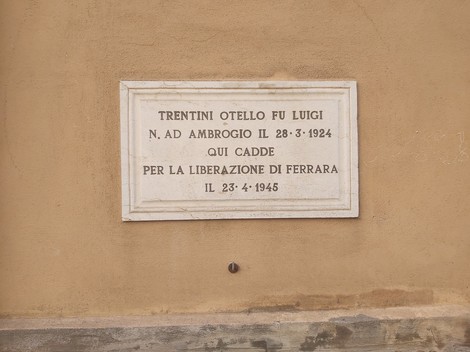 TRENTINI OTELLO FU LUIGI
N. AD AMBROGIO IL 28·3·1924
QUI CADDE
PER LA LIBERAZIONE DI FERRARA
IL 23·4·1945